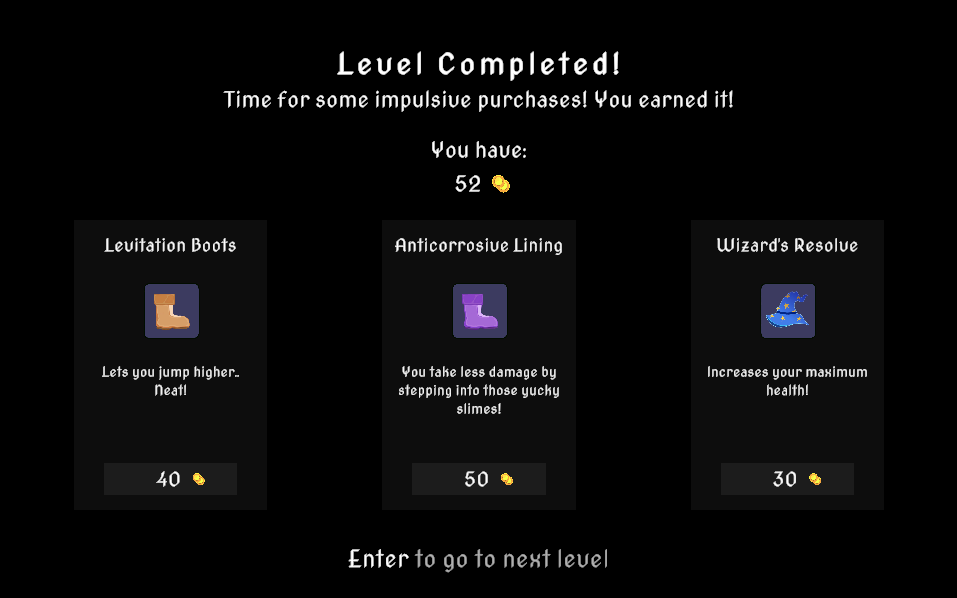 Level Completed!
Time for some impulsive purchases! You earned it!
You have:
52
Levitation Boots
Lets you jump higher..
Neat!
40
Anticorrosive Lining
You take less damage by
stepping into those yucky
slimes!
50
Wizard's Resolve
Increases your maximum
health!
30
Enter to go to next level